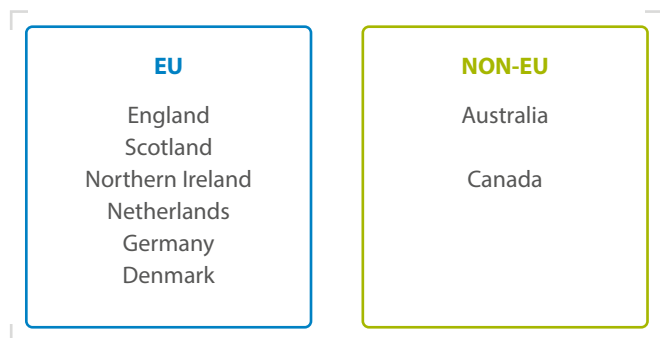 EU
England
Scotland
Northern Ireland
Netherlands
Germany
Denmark
NON-EU
Australia
Canada